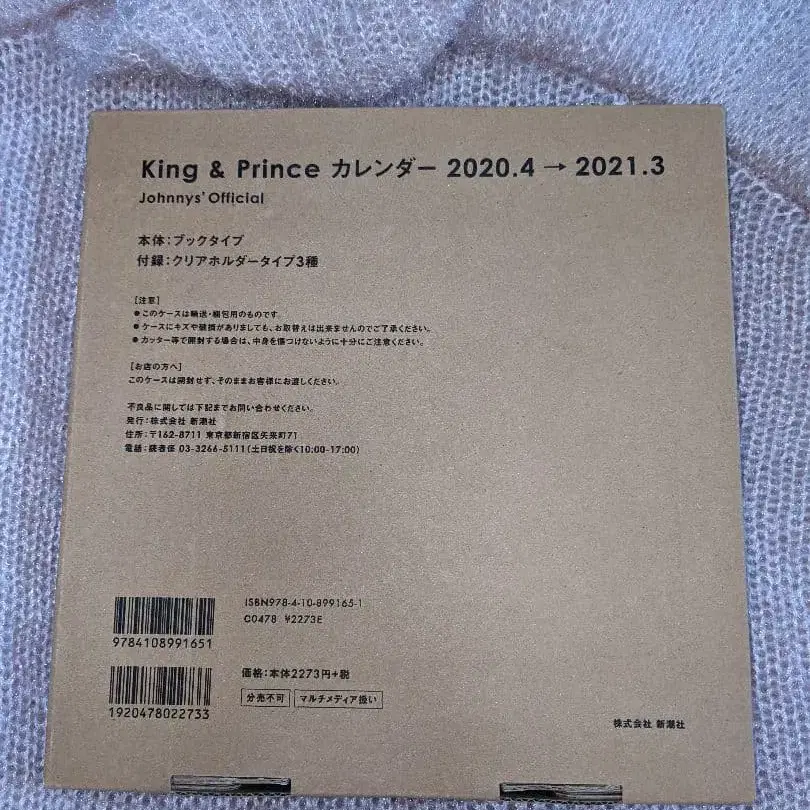 King & Prince カレンダー 2020.4 → 2021.3
Johnnys' Official
本体：ブックタイプ
付録：クリアホルダータイプ3種
［注意］
●このケースは輸送・梱包用のものです。
●ケースにキズや破損がありましても、お取替えは出来ませんのでご了承ください。
●カッター等で開封する場合は、中身を傷つけないように十分にご注意ください。
［お店の方へ］
このケースは開封せず、そのままお客様にお渡しください。
不良品に関しては下記までお問い合わせください。
発行：株式会社 新潮社
住所：〒162-8711 東京都新宿区矢来町71
電話：読者係 03-3266-5111（土日祝を除く10:00-17:00）
ISBN978-4-10-899165-1
C0478 ¥2273E
9784108991651
価格：本体2273円+税
分売不可 マルチメディア扱い
1920478022733
株式会社 新潮社